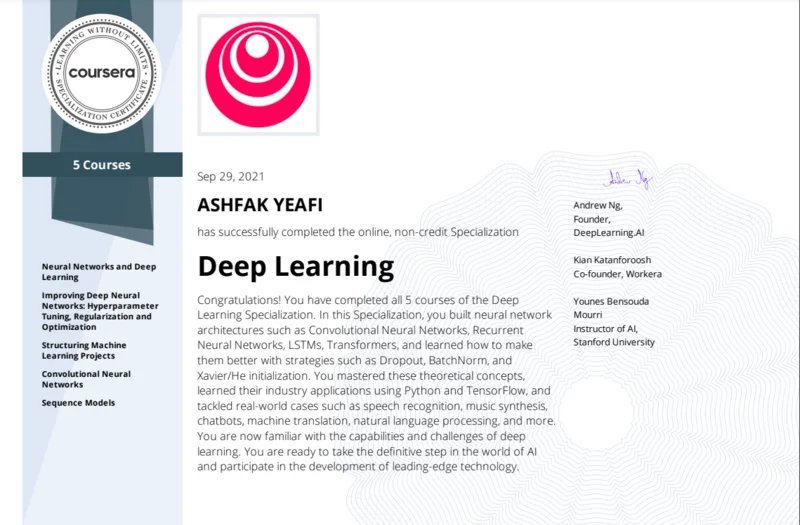 LEARNING WITHOUT LIMITS
coursera
SPECIALIZATION CERTIFICATE
5 Courses
Neural Networks and Deep
Learning
Improving Deep Neural
Networks: Hyperparameter
Tuning, Regularization and
Optimization
Structuring Machine
Learning Projects
Convolutional Neural
Networks
Sequence Models
Sep 29, 2021
ASHFAK YEAFI
has successfully completed the online, non-credit Specialization
Deep Learning
Congratulations! You have completed all 5 courses of the Deep
Learning Specialization. In this Specialization, you built neural network
architectures such as Convolutional Neural Networks, Recurrent
Neural Networks, LSTMs, Transformers, and learned how to make
them better with strategies such as Dropout, BatchNorm, and
Xavier/He initialization. You mastered these theoretical concepts,
learned their industry applications using Python and TensorFlow, and
tackled real-world cases such as speech recognition, music synthesis,
chatbots, machine translation, natural language processing, and more.
You are now familiar with the capabilities and challenges of deep
learning. You are ready to take the definitive step in the world of AI
and participate in the development of leading-edge technology.
Andrew Ng
Andrew Ng,
Founder,
DeepLearning.AI
Kian Katanforoosh
Co-founder, Workera
Younes Bensouda
Mourri
Instructor of AI,
Stanford University